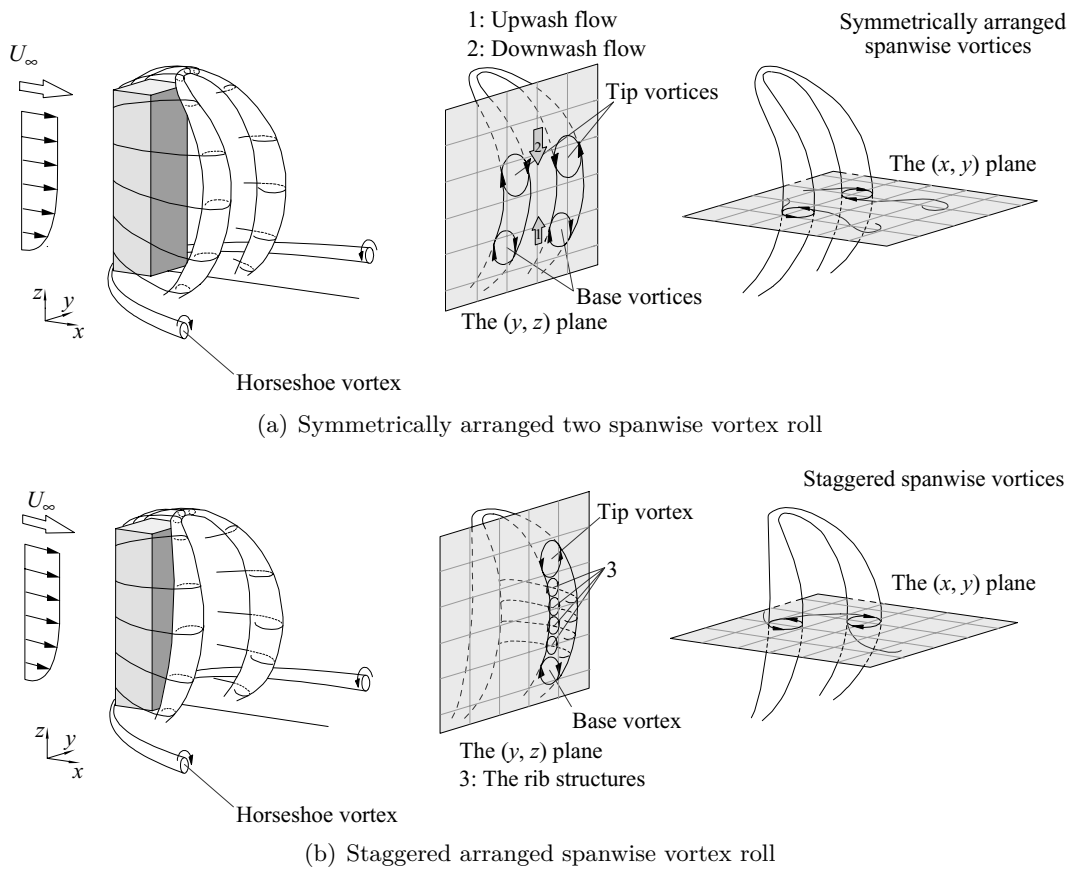 1: Upwash flow
2: Downwash flow
Symmetrically arranged
spanwise vortices
U∞
Tip vortices
2
The (x, y) plane
1
z
y
x
Base vortices
The (y, z) plane
Horseshoe vortex
(a) Symmetrically arranged two spanwise vortex roll
Staggered spanwise vortices
U∞
Tip vortex
3
The (x, y) plane
z
y
x
Base vortex
The (y, z) plane
3: The rib structures
Horseshoe vortex
(b) Staggered arranged spanwise vortex roll